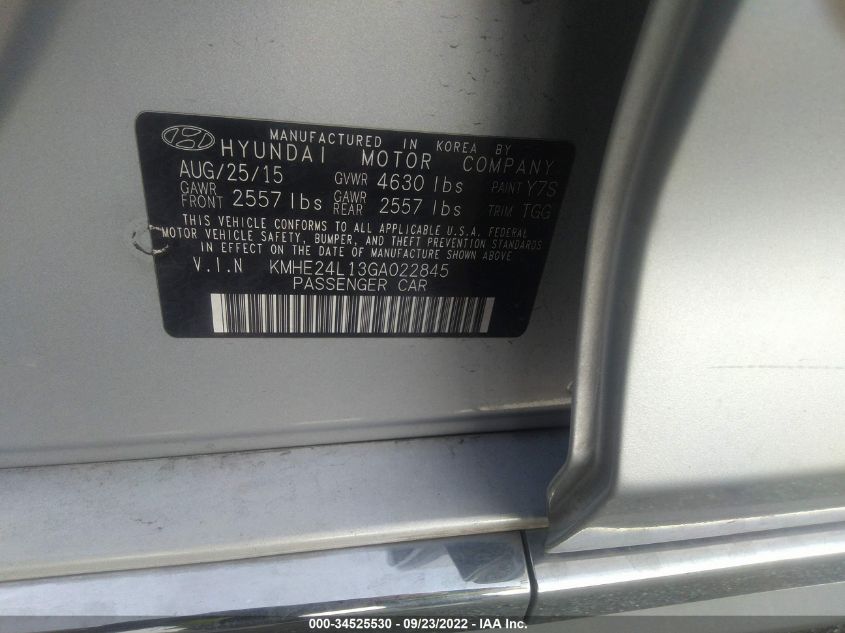 MANUFACTURED IN KOREA BY
HYUNDAI MOTOR COMPANY
AUG/25/15 GVWR 4630 lbs PAINT Y7S
GAWR FRONT 2557 lbs GAWR REAR 2557 lbs TRIM TGG
THIS VEHICLE CONFORMS TO ALL APPLICABLE U.S.A. FEDERAL
MOTOR VEHICLE SAFETY, BUMPER, AND THEFT PREVENTION STANDARDS
IN EFFECT ON THE DATE OF MANUFACTURE SHOWN ABOVE
V.I.N KMHE24L13GA022845
PASSENGER CAR
000-34525530 - 09/23/2022 - IAA Inc.